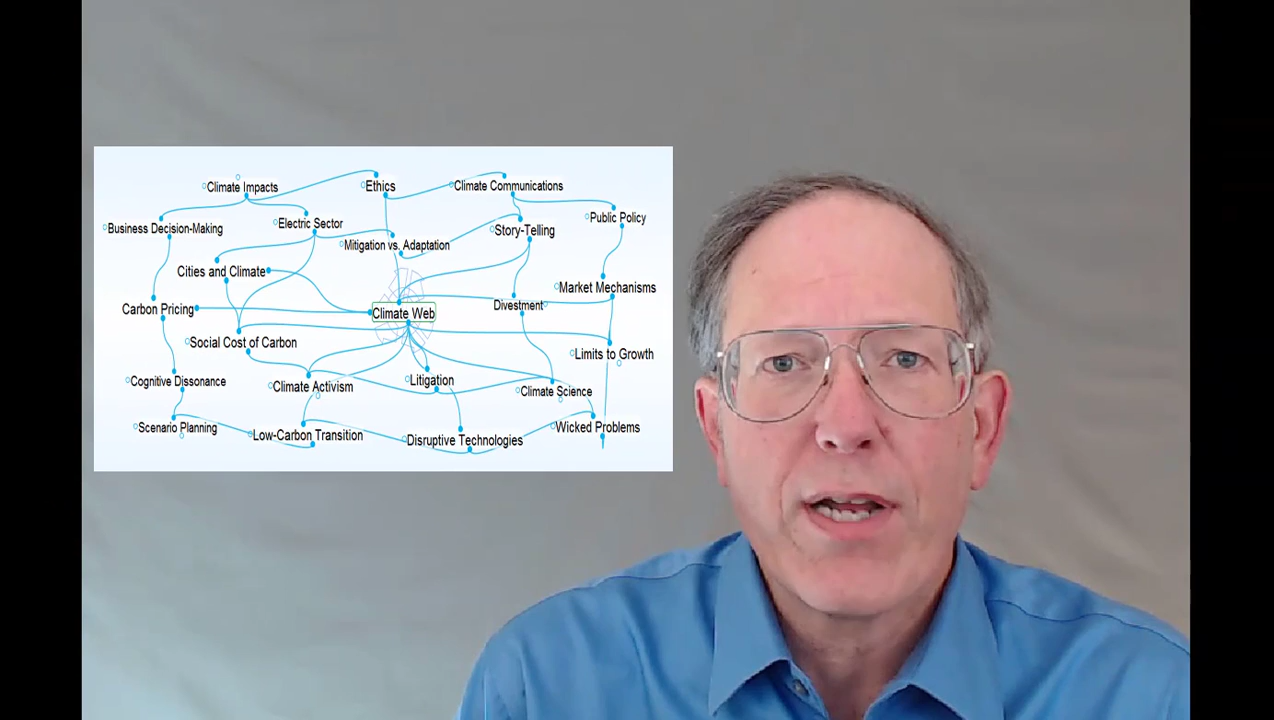 Climate Impacts
Ethics
Climate Communications
Public Policy
Business Decision-Making
Electric Sector
Story-Telling
Mitigation vs. Adaptation
Cities and Climate
Market Mechanisms
Carbon Pricing
Climate Web
Divestment
Social Cost of Carbon
Limits to Growth
Cognitive Dissonance
Climate Activism
Litigation
Climate Science
Scenario Planning
Low-Carbon Transition
Disruptive Technologies
Wicked Problems